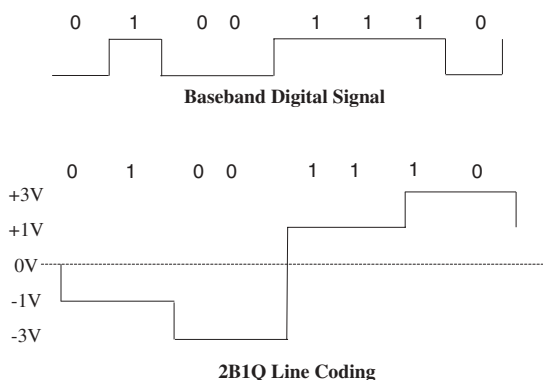 0 1 0 0 1 1 1 0
Baseband Digital Signal
0 1 0 0 1 1 1 0
+3V
+1V
0V
-1V
-3V
2B1Q Line Coding